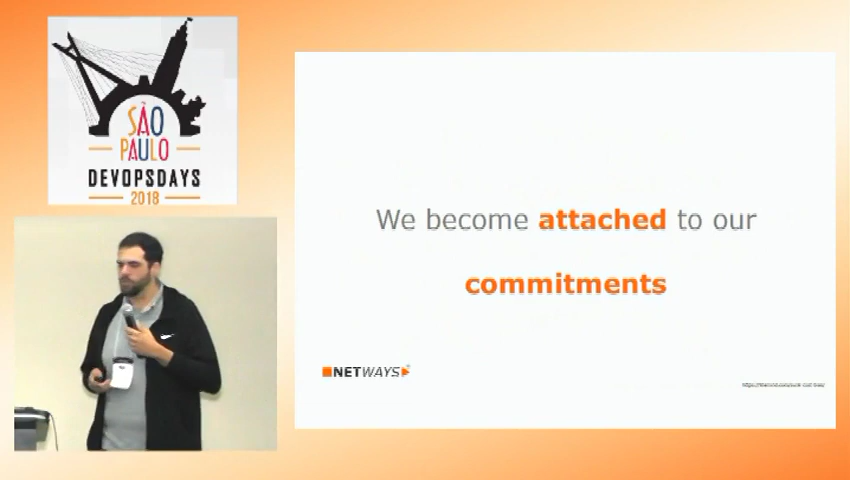 SÃO
PAULO
DEVOPSDAYS
2018
We become attached to our
commitments
NETWAYS